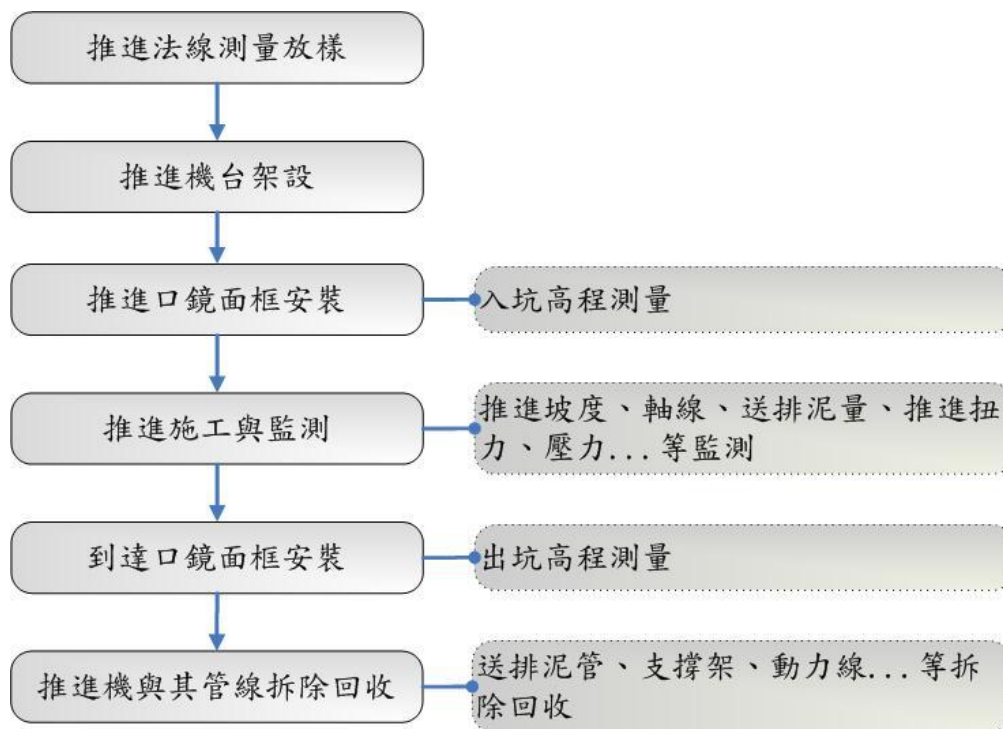 推進法線測量放樣
推進機台架設
推進口鏡面框安裝
入坑高程測量
推進施工與監測
推進坡度、軸線、送排泥量、推進扭
力、壓力...等監測
到達口鏡面框安裝
出坑高程測量
推進機與其管線拆除回收
送排泥管、支撐架、動力線...等拆
除回收